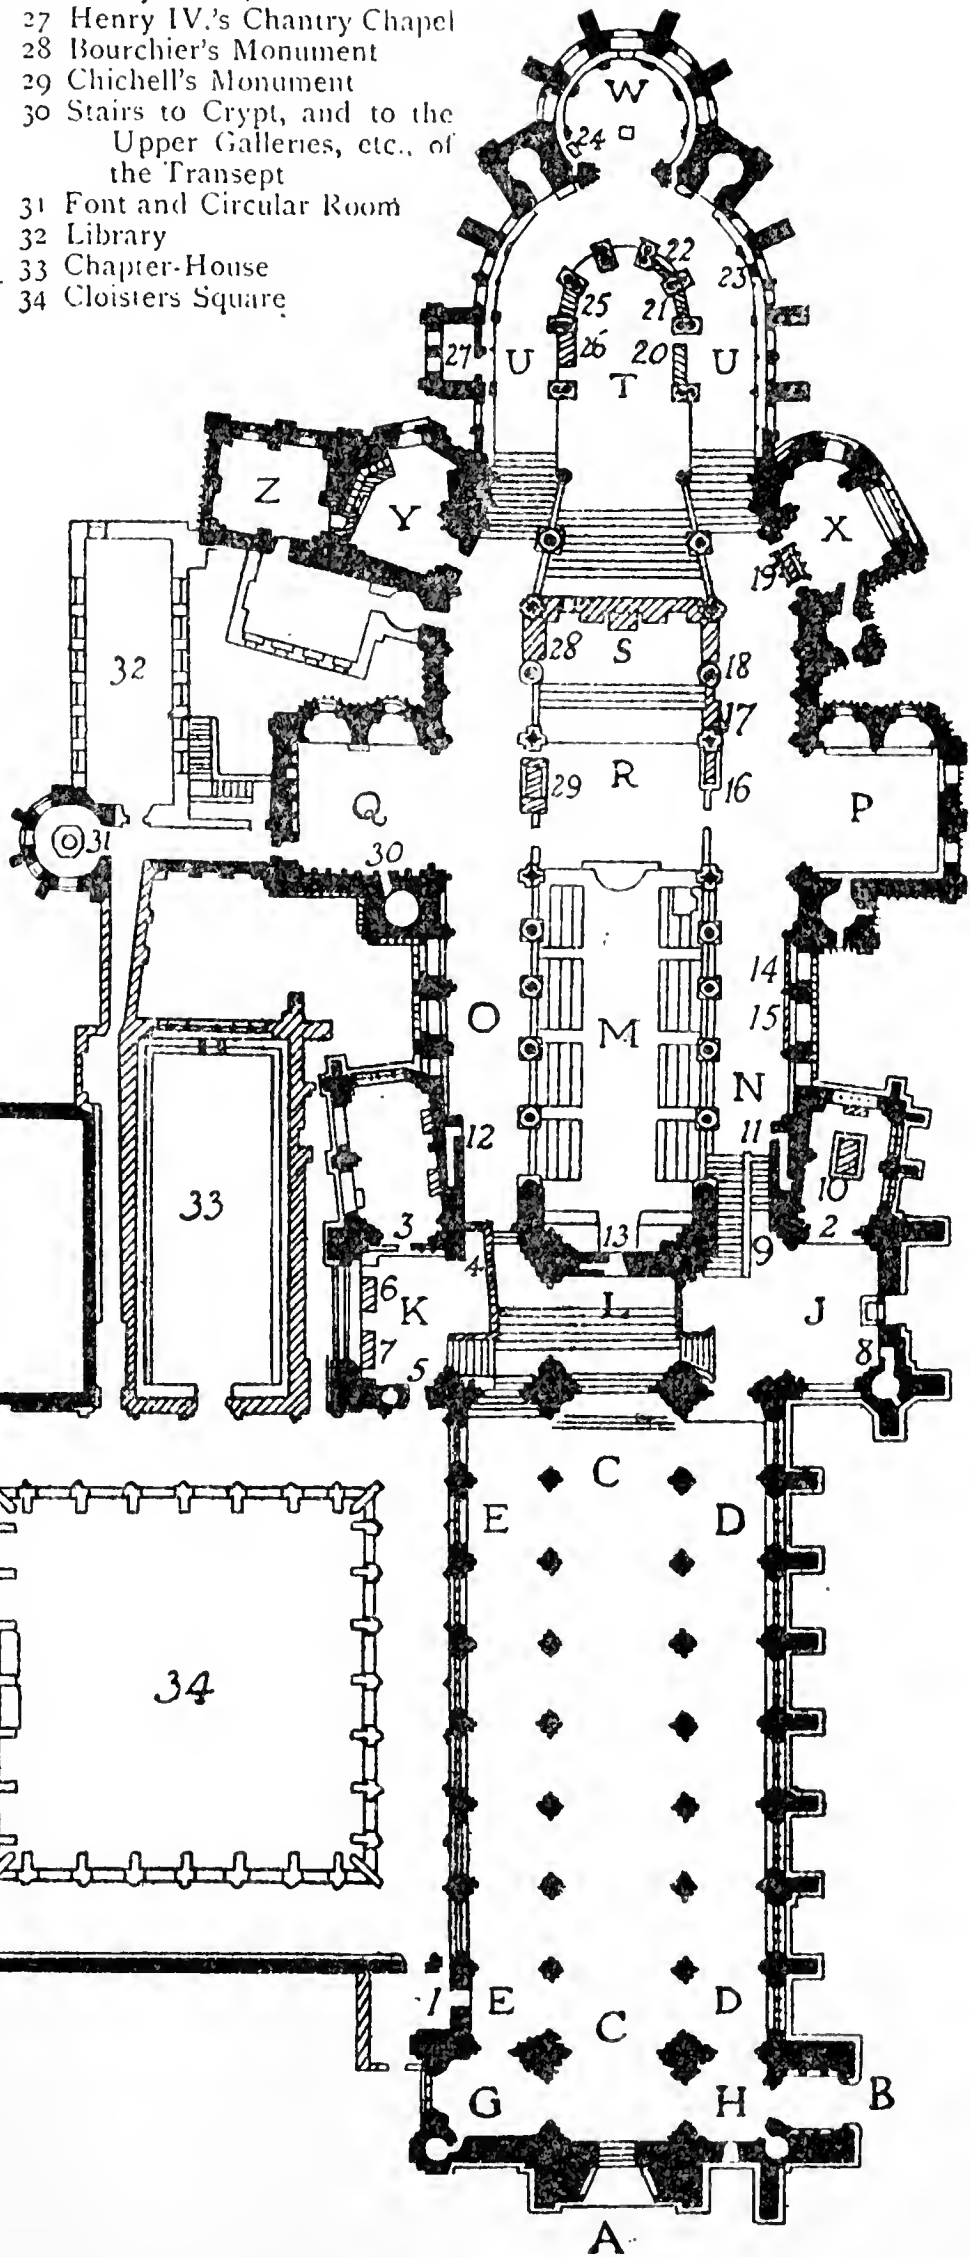 27 Henry IV.'s Chantry Chapel
28 Bourchier's Monument
29 Chichell's Monument
30 Stairs to Crypt, and to the
Upper Galleries, etc., of
the Transept
31 Font and Circular Room
32 Library
33 Chapter-House
34 Cloisters Square
W
24
22
23
25
21
27
U
26
20
U
T
Z
Y
X
19
32
28
S
18
17
29
R
16
Q
P
31
30
14
O
M
15
N
12
11
33
10
3
13
2
4
9
6
K
L
J
7
5
8
C
E
D
34
1
E
D
C
G
H
B
A